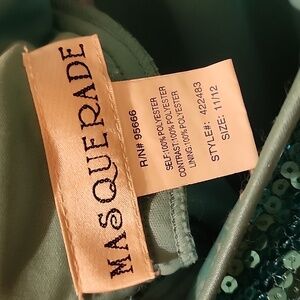 MASQUERADE
R/N# 95666
SELF:100% POLYESTER
CONTRAST:100% POLYESTER
LINING:100% POLYESTER
STYLE#: 422483
SIZE: 11/12